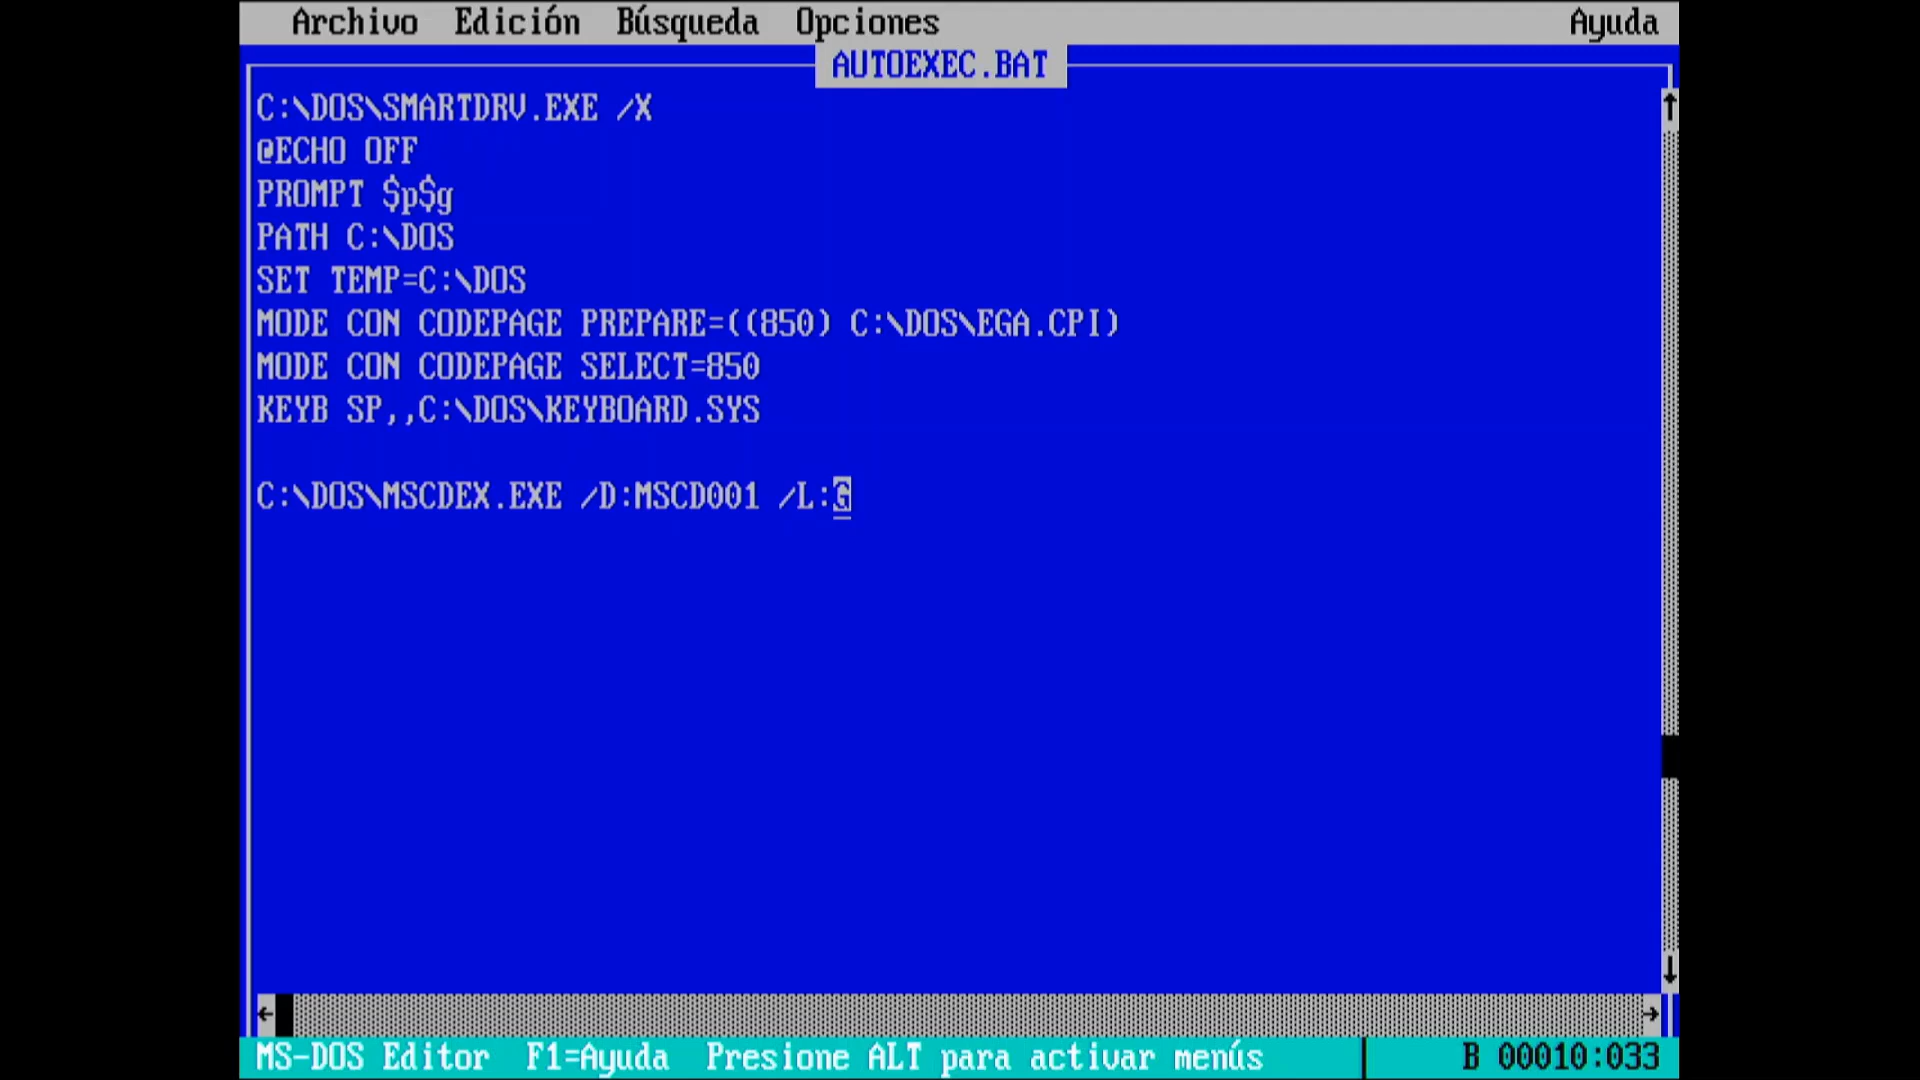 Archivo Edición Búsqueda Opciones Ayuda
AUTOEXEC.BAT
C:\DOS\SMARTDRV.EXE /X
@ECHO OFF
PROMPT $p$g
PATH C:\DOS
SET TEMP=C:\DOS
MODE CON CODEPAGE PREPARE=((850) C:\DOS\EGA.CPI)
MODE CON CODEPAGE SELECT=850
KEYB SP,,C:\DOS\KEYBOARD.SYS
C:\DOS\MSCDEX.EXE /D:MSCD001 /L:G
MS-DOS Editor F1=Ayuda Presione ALT para activar menús B 00010:033